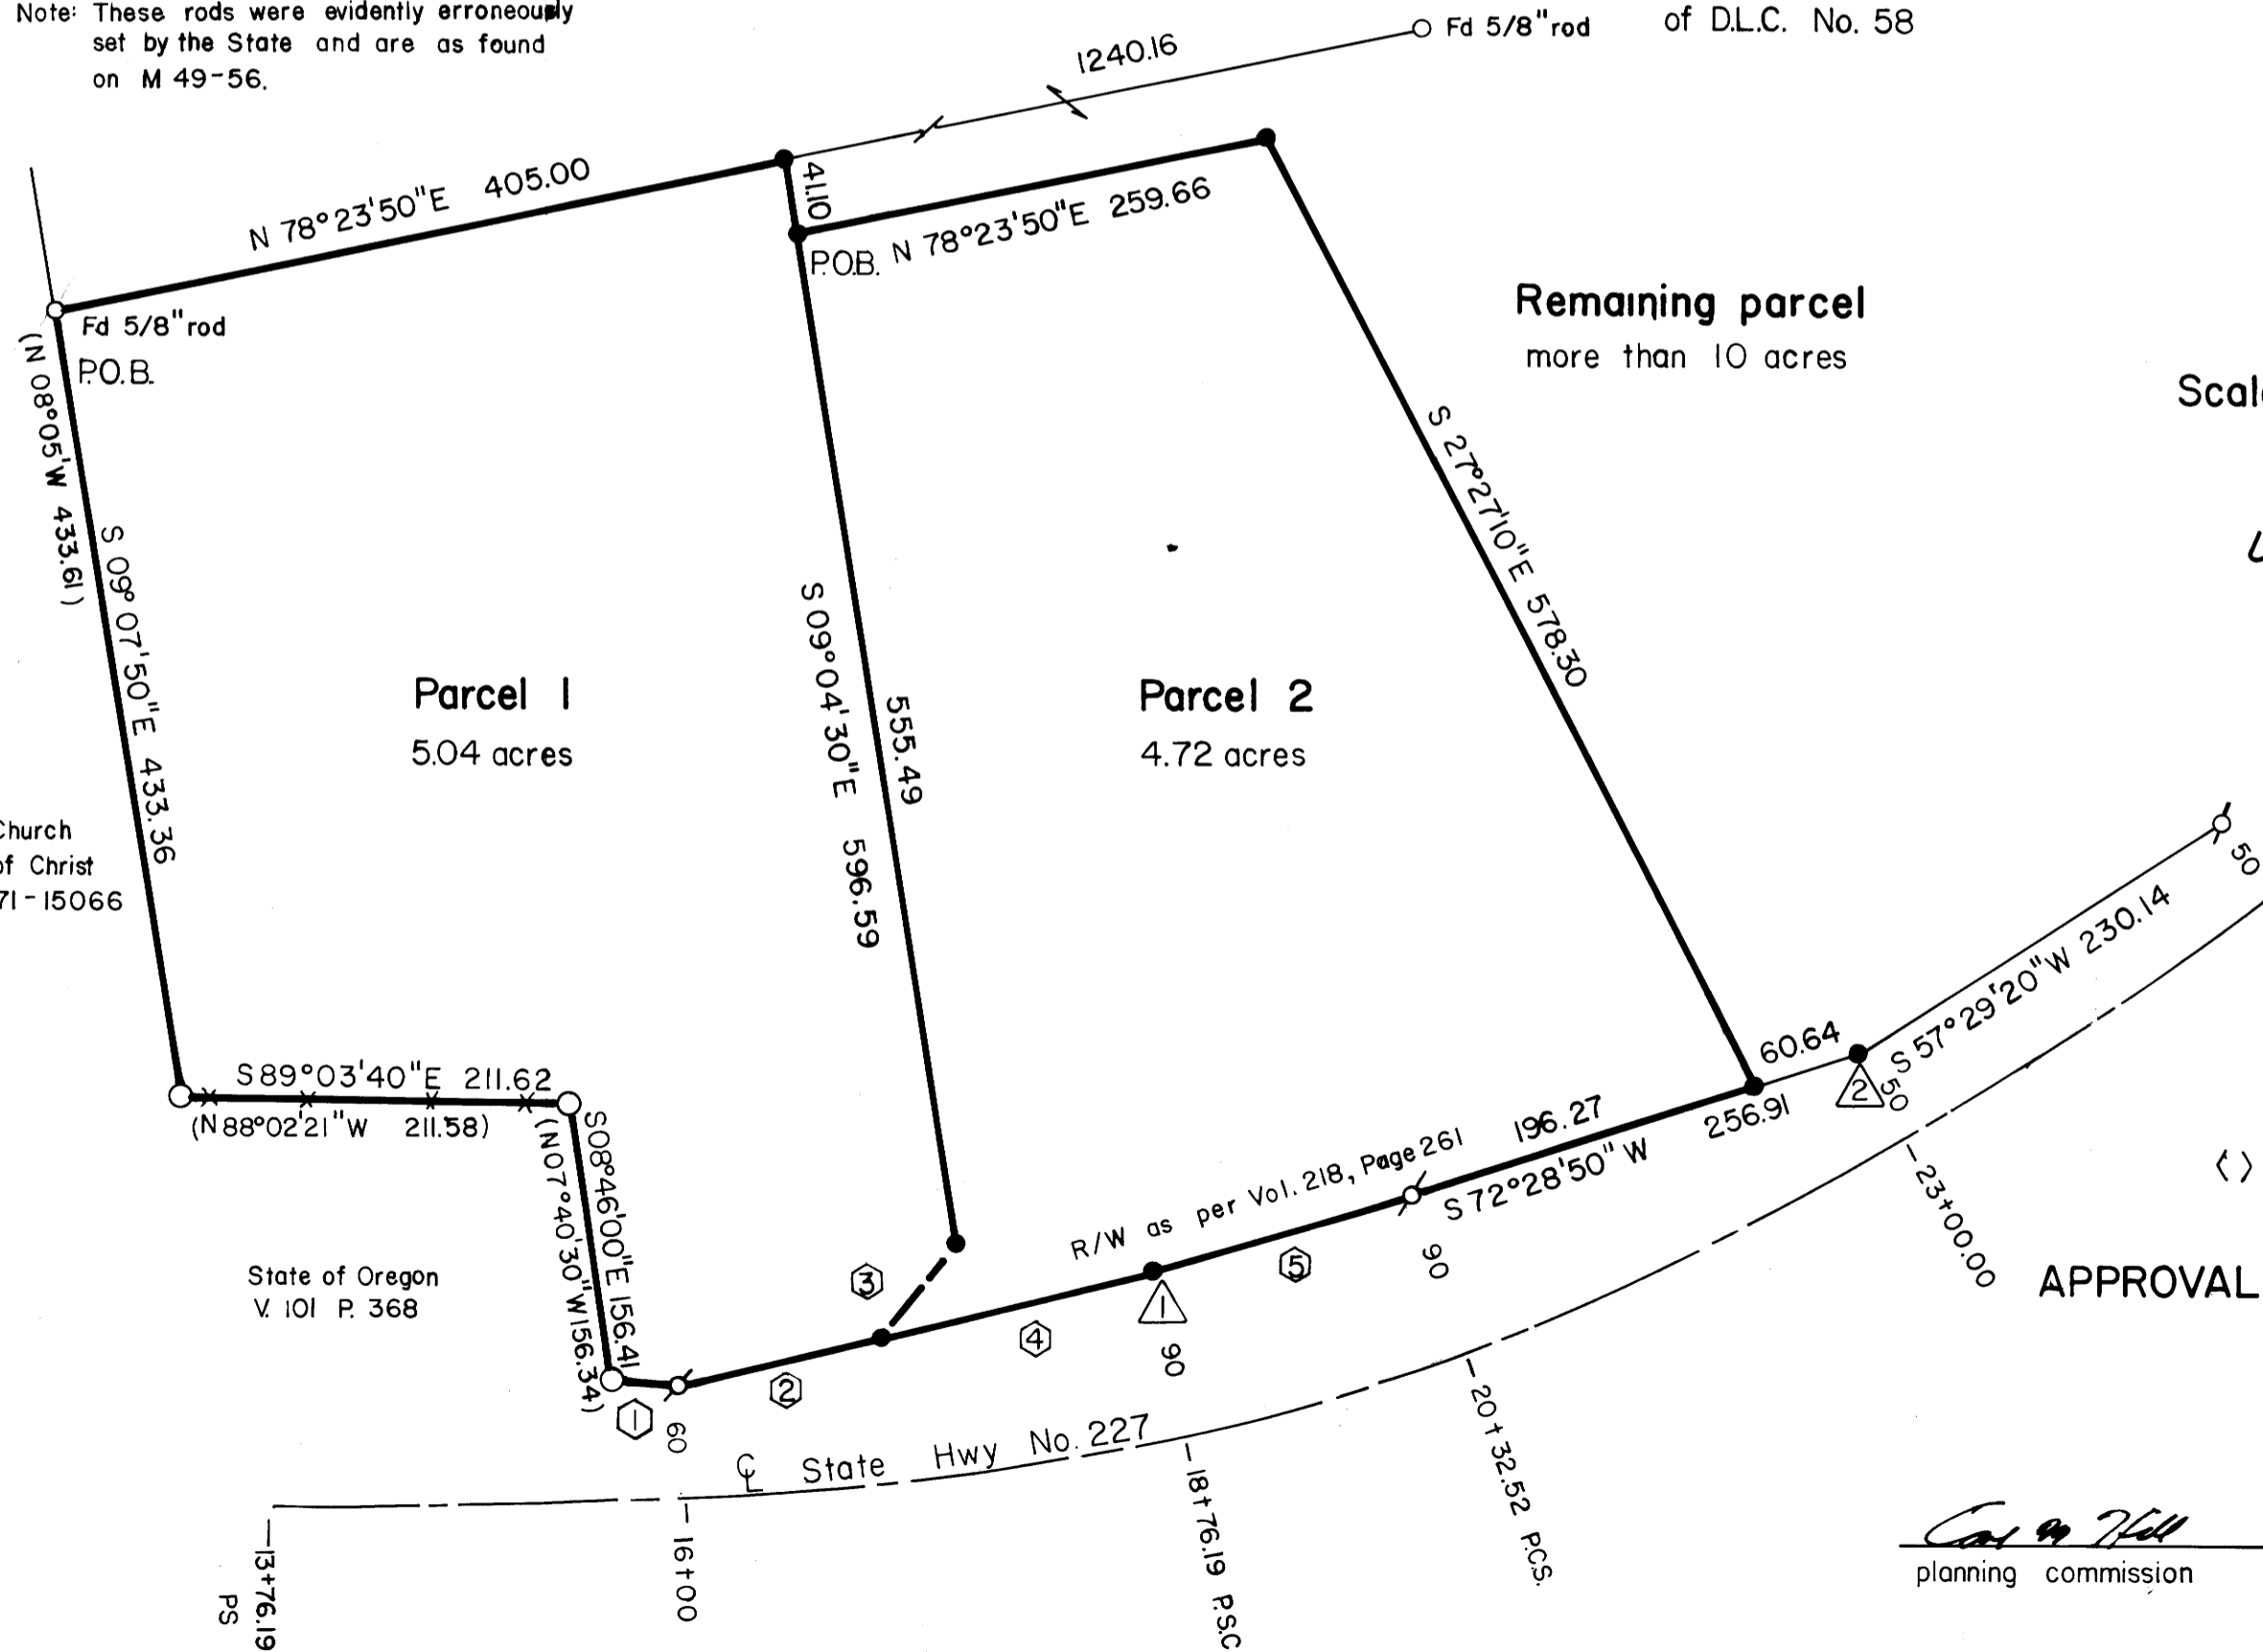 Note: These rods were evidently erroneously
set by the State and are as found
on M 49-56.
1240.16
Fd 5/8" rod
of D.L.C. No. 58
N 78°23'50"E 405.00
41.10
P.O.B.
N 78°23'50"E 259.66
Fd 5/8" rod
P.O.B.
(N 08°05'W 433.61)
S 09°07'50"E 433.36
Remaining parcel
more than 10 acres
S 27°27'10"E 578.30
S 09°04'30"E 596.59
555.49
Parcel 1
5.04 acres
Parcel 2
4.72 acres
Church
of Christ
71-15066
S89°03'40"E 211.62
(N88°02'21"W 211.58)
S08°46'00"E 156.41
(N07°40'30"W 156.34)
State of Oregon
V. 101 P. 368
R/W as per Vol. 218, Page 261
196.27
S 72°28'50"W
256.91
60.64
2
50
S 57°29'20"W 230.14
50
3
1
4
5
90
90
2
1
60
℄ State Hwy No. 227
13+76.19
PS
16+00
18+76.19 P.S.C
20+32.52 P.C.S.
23+00.00
( )
APPROVAL
planning commission